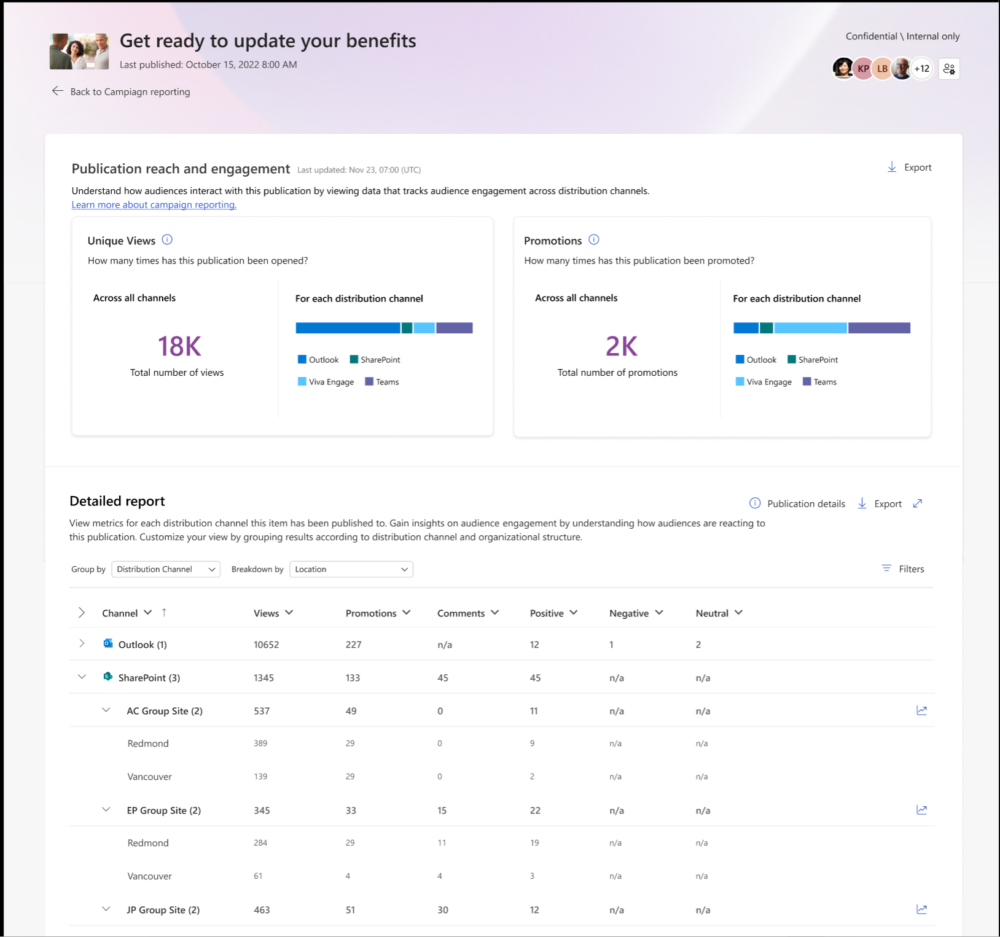 Get ready to update your benefits
Confidential \ Internal only
Last published: October 15, 2022 8:00 AM
KP LB +12
Back to Campiagn reporting
Publication reach and engagement Last updated: Nov 23, 07:00 (UTC) Export
Understand how audiences interact with this publication by viewing data that tracks audience engagement across distribution channels.
Learn more about campaign reporting.
Unique Views
How many times has this publication been opened?
Across all channels
18K
Total number of views
For each distribution channel
Outlook SharePoint
Viva Engage Teams
Promotions
How many times has this publication been promoted?
Across all channels
2K
Total number of promotions
For each distribution channel
Outlook SharePoint
Viva Engage Teams
Detailed report
Publication details Export
View metrics for each distribution channel this item has been published to. Gain insights on audience engagement by understanding how audiences are reacting to
this publication. Customize your view by grouping results according to distribution channel and organizational structure.
Group by Distribution Channel Breakdown by Location Filters
Channel Views Promotions Comments Positive Negative Neutral
Outlook (1) 10652 227 n/a 12 1 2
SharePoint (3) 1345 133 45 45 n/a n/a
AC Group Site (2) 537 49 0 11 n/a n/a
Redmond 389 29 0 9 n/a n/a
Vancouver 139 29 0 2 n/a n/a
EP Group Site (2) 345 33 15 22 n/a n/a
Redmond 284 29 11 19 n/a n/a
Vancouver 61 4 4 3 n/a n/a
JP Group Site (2) 463 51 30 12 n/a n/a